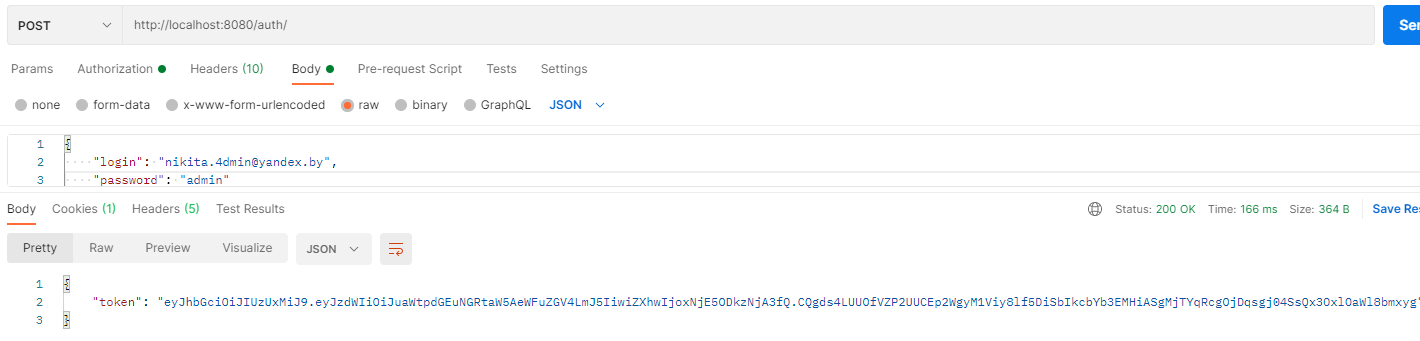 POST http://localhost:8080/auth/ Sen
Params Authorization Headers (10) Body Pre-request Script Tests Settings
none form-data x-www-form-urlencoded raw binary GraphQL JSON
1 {
2 "login": "nikita.4dmin@yandex.by",
3 "password": "admin"
Body Cookies (1) Headers (5) Test Results Status: 200 OK Time: 166 ms Size: 364 B Save Res
Pretty Raw Preview Visualize JSON
1 {
2 "token": "eyJhbGciOiJIUzUxMiJ9.eyJzdWIiOiJuaWtpdGEuNGRtaW5AeWFuZGV4LmJ5IiwiZXhwIjoxNjE5ODkzNjA3fQ.CQgds4LUUOfVZP2UUCEp2WgyM1Viy8lf5DiSbIkcbYb3EMHiASgMjTYqRcgOjDqsgj04SsQx3OxlOaWl8bmxyg"
3 }